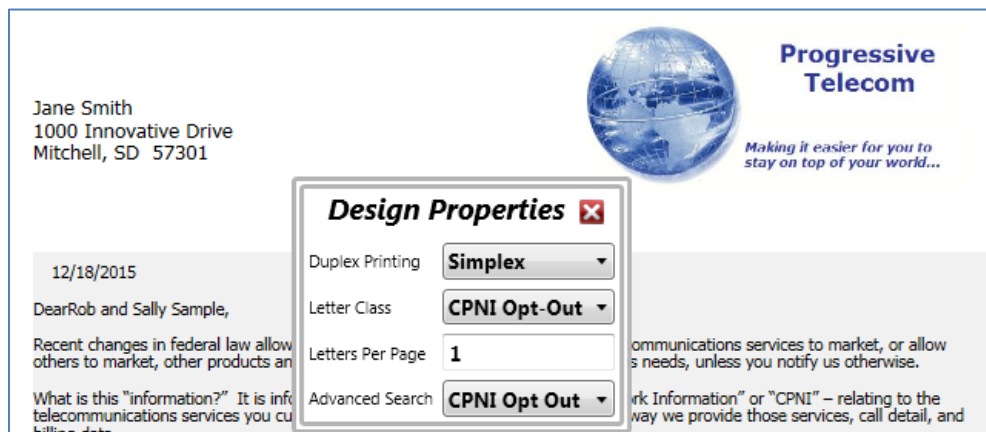 Progressive
Telecom
Jane Smith
1000 Innovative Drive
Mitchell, SD 57301
Making it easier for you to
stay on top of your world...
Design Properties
Duplex Printing Simplex
Letter Class CPNI Opt-Out
Letters Per Page 1
Advanced Search CPNI Opt Out
12/18/2015
DearRob and Sally Sample,
Recent changes in federal law allow ommunications services to market, or allow
others to market, other products an s needs, unless you notify us otherwise.
What is this “information?” It is info rk Information” or “CPNI” – relating to the
telecommunications services you cu way we provide those services, call detail, and